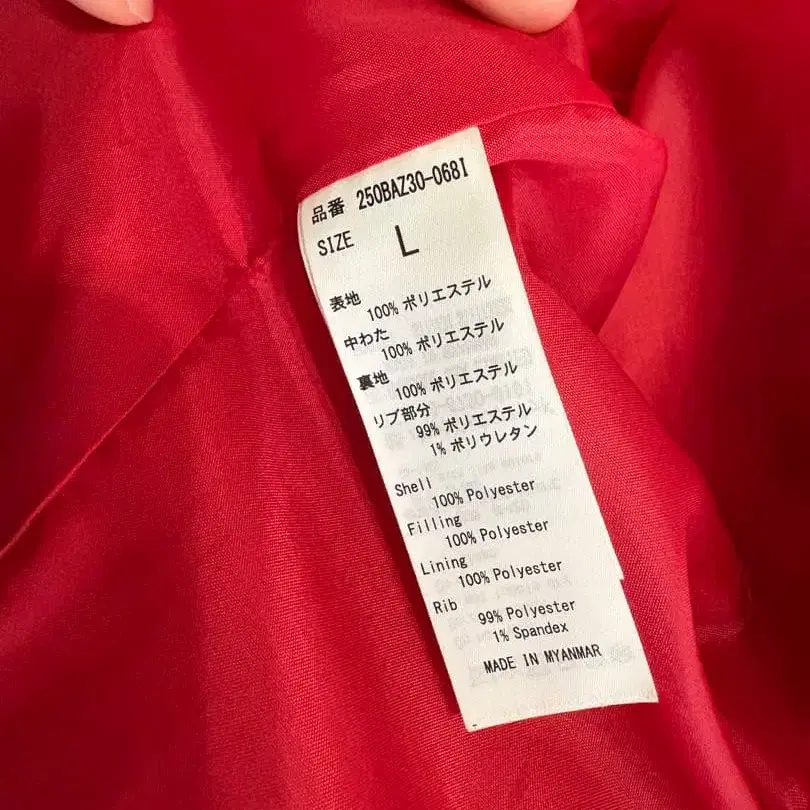 品番 250BAZ30-068I
SIZE L
表地
100% ポリエステル
中わた
100% ポリエステル
裏地
100% ポリエステル
リブ部分
99% ポリエステル
1% ポリウレタン
Shell
100% Polyester
Filling
100% Polyester
Lining
100% Polyester
Rib
99% Polyester
1% Spandex
MADE IN MYANMAR